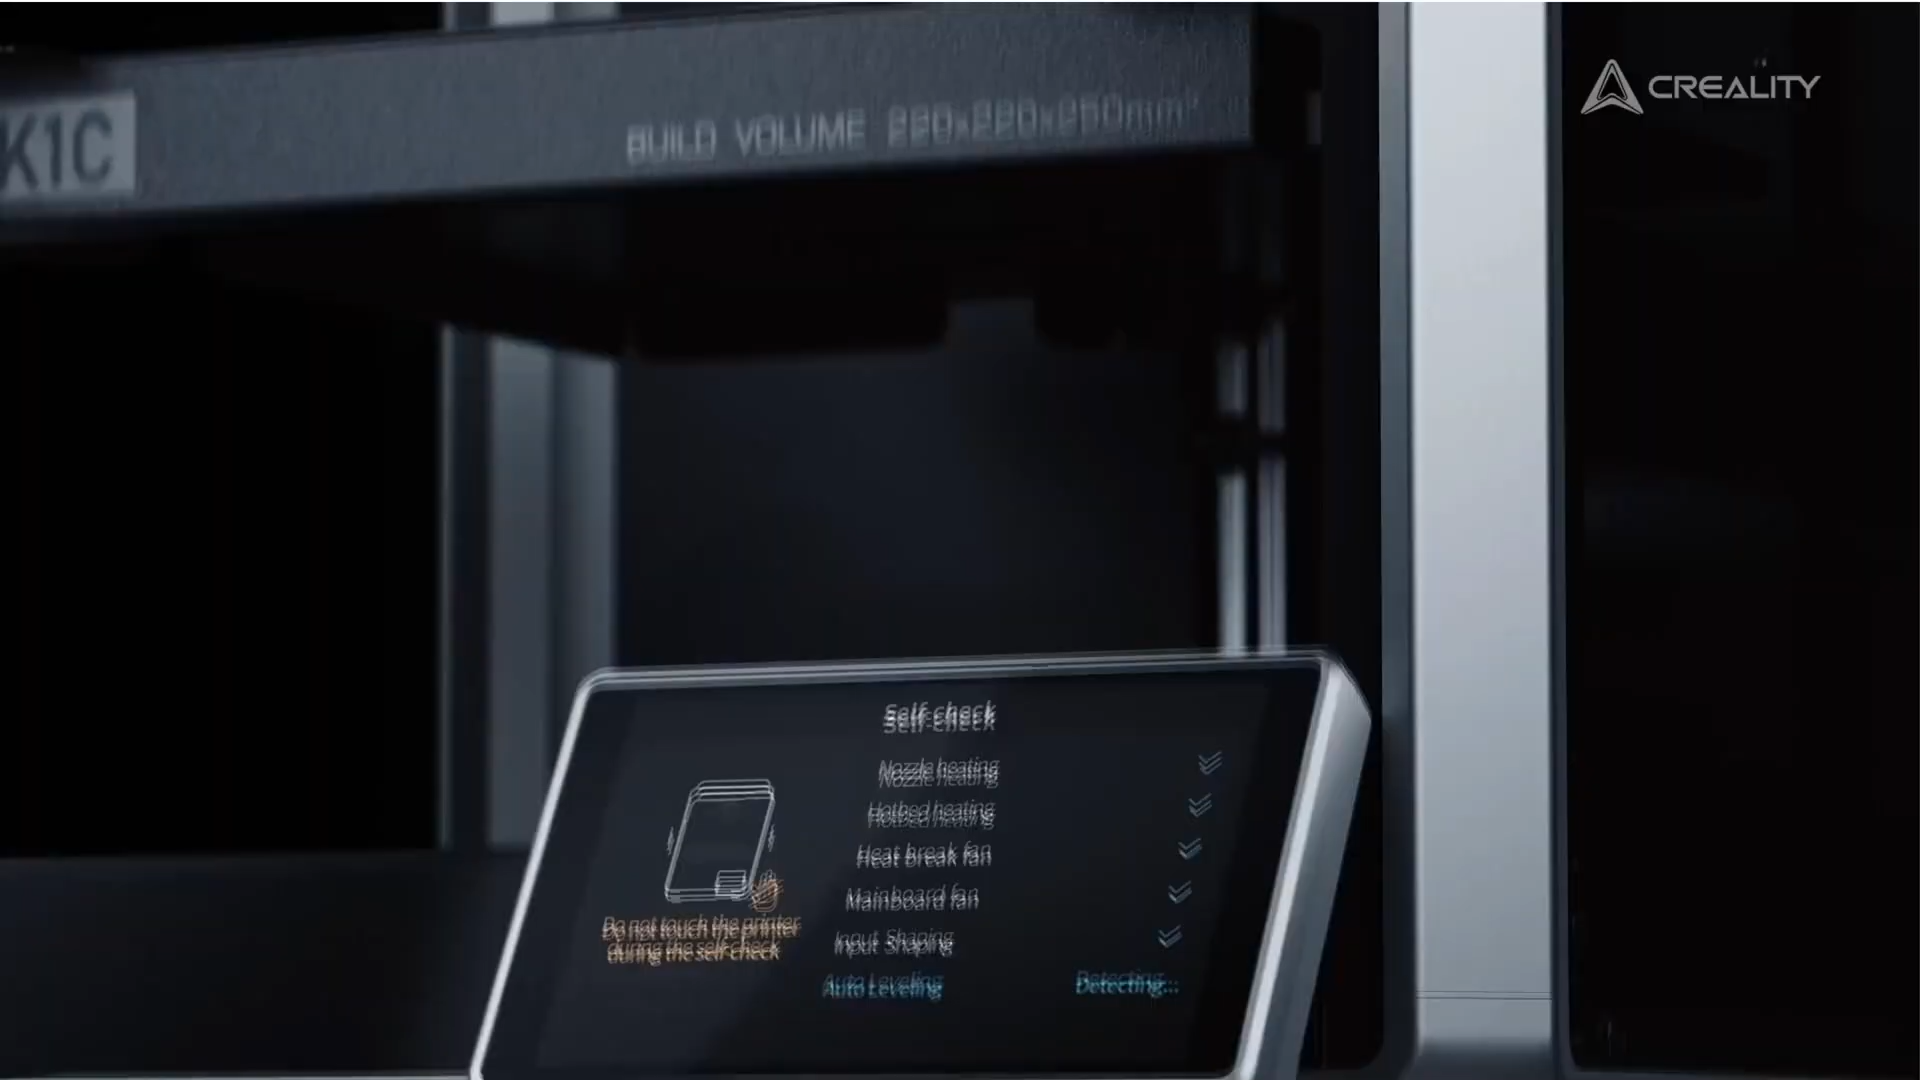 CREALITY
K1C
BUILD VOLUME 220x220x250mm³
Self-check
Nozzle heating
Hotbed heating
Heat break fan
Mainboard fan
Input Shaping
Auto Leveling Detecting...
Do not touch the printer
during the self-check